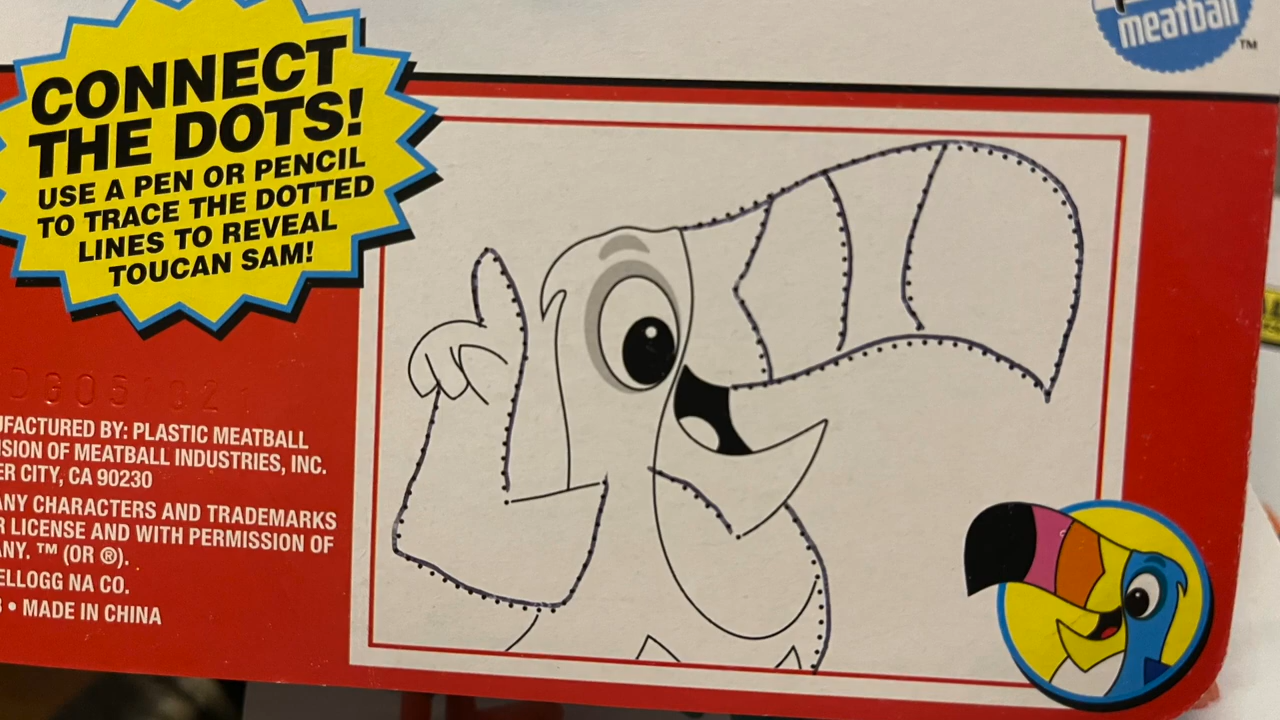 meatball
TM
CONNECT
THE DOTS!
USE A PEN OR PENCIL
TO TRACE THE DOTTED
LINES TO REVEAL
TOUCAN SAM!
UFACTURED BY: PLASTIC MEATBALL
ISION OF MEATBALL INDUSTRIES, INC.
ER CITY, CA 90230
ANY CHARACTERS AND TRADEMARKS
R LICENSE AND WITH PERMISSION OF
ANY. ™ (OR ®).
ELLOGG NA CO.
• MADE IN CHINA